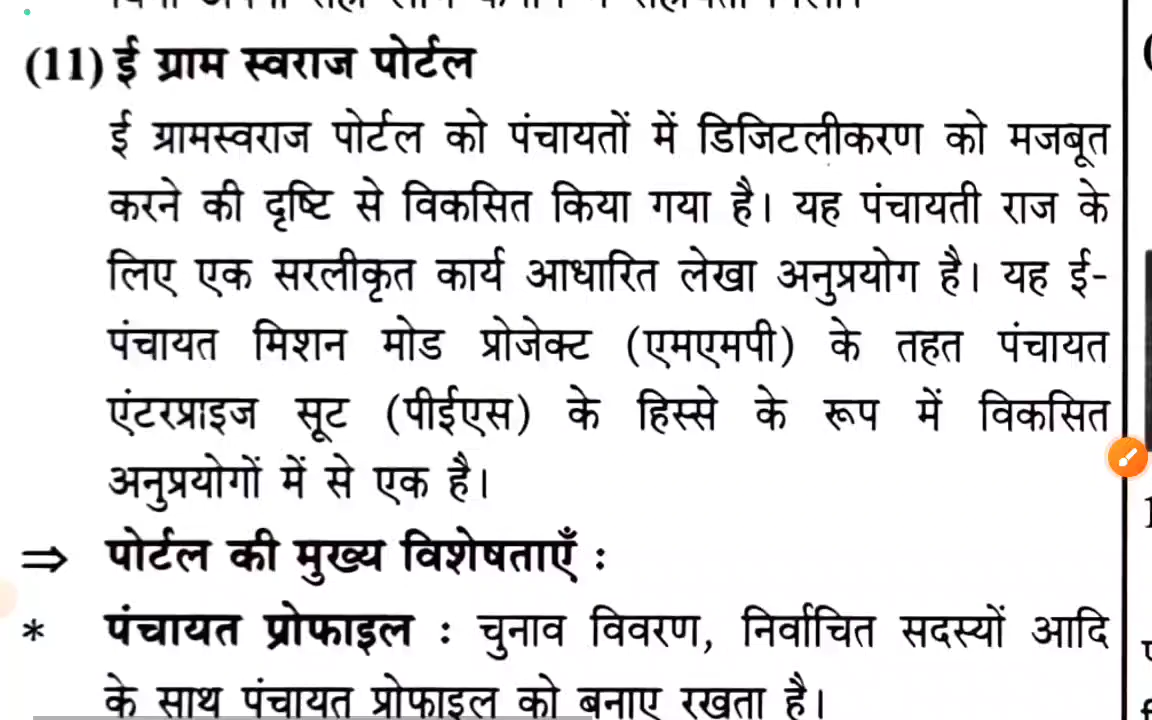 (11) ई ग्राम स्वराज पोर्टल
ई ग्रामस्वराज पोर्टल को पंचायतों में डिजिटलीकरण को मजबूत
करने की दृष्टि से विकसित किया गया है। यह पंचायती राज के
लिए एक सरलीकृत कार्य आधारित लेखा अनुप्रयोग है। यह ई-
पंचायत मिशन मोड प्रोजेक्ट (एमएमपी) के तहत पंचायत
एंटरप्राइज सूट (पीईएस) के हिस्से के रूप में विकसित
अनुप्रयोगों में से एक है।
⇒ पोर्टल की मुख्य विशेषताएँ :
* पंचायत प्रोफाइल : चुनाव विवरण, निर्वाचित सदस्यों आदि
के साथ पंचायत प्रोफाइल को बनाए रखता है।